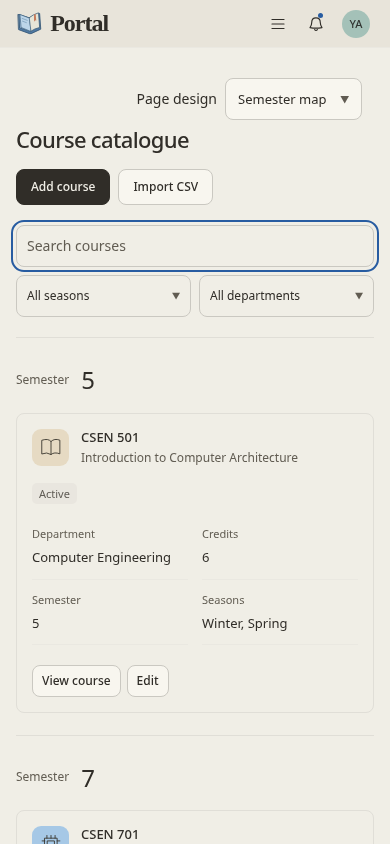 Portal
YA
Page design
Semester map
Course catalogue
Add course
Import CSV
Search courses
All seasons
All departments
Semester 5
CSEN 501
Introduction to Computer Architecture
Active
Department
Credits
Computer Engineering
6
Semester
Seasons
5
Winter, Spring
View course
Edit
Semester 7
CSEN 701